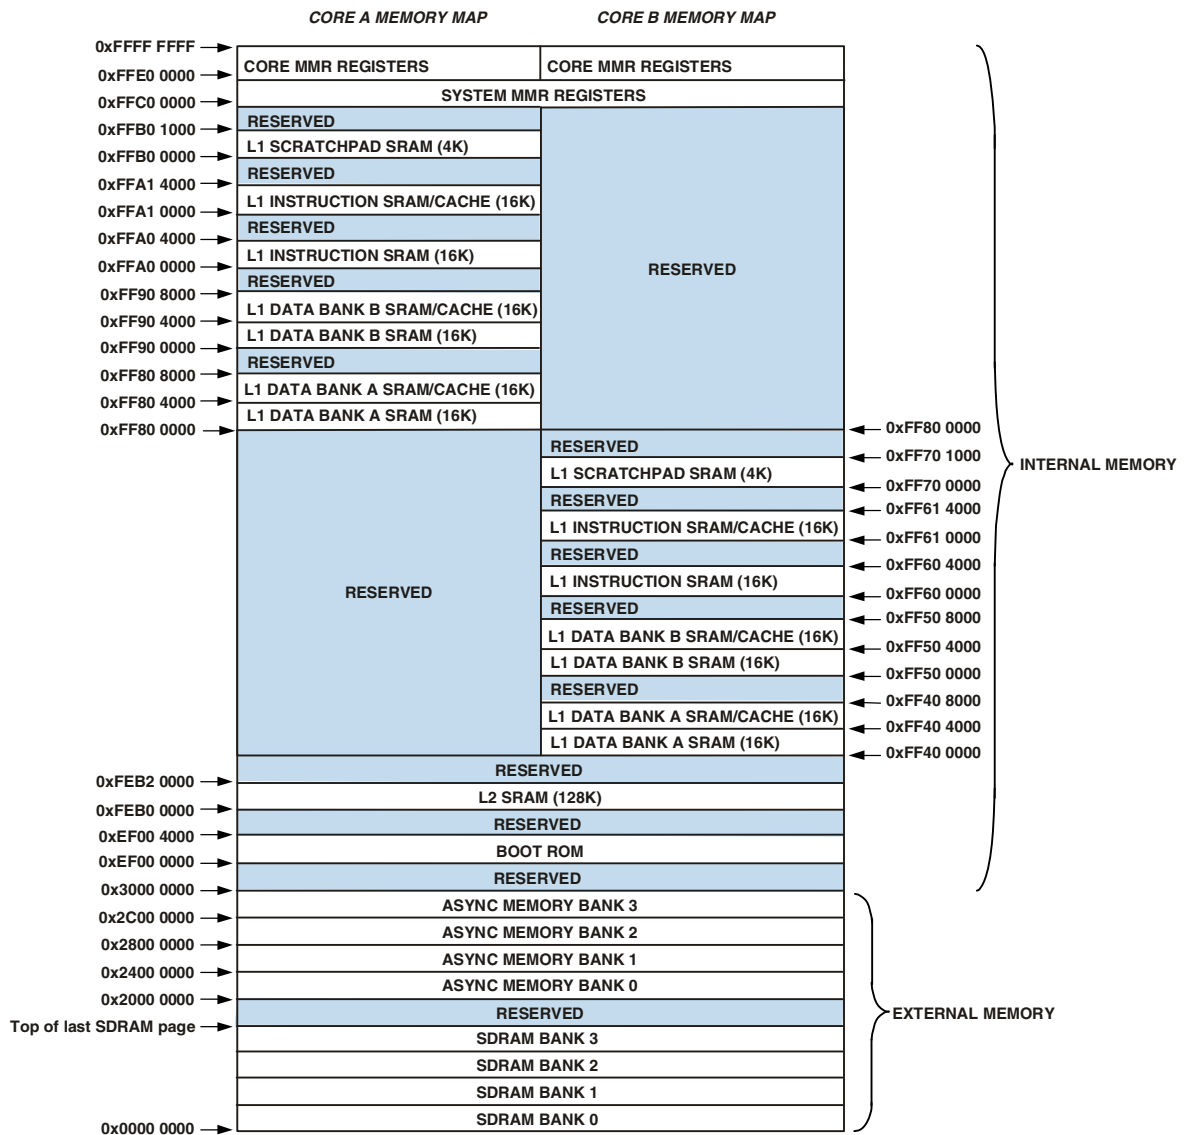 CORE A MEMORY MAP
CORE B MEMORY MAP
0xFFFF FFFF
CORE MMR REGISTERS
CORE MMR REGISTERS
0xFFE0 0000
SYSTEM MMR REGISTERS
0xFFC0 0000
RESERVED
0xFFB0 1000
L1 SCRATCHPAD SRAM (4K)
0xFFB0 0000
RESERVED
0xFFA1 4000
L1 INSTRUCTION SRAM/CACHE (16K)
0xFFA1 0000
RESERVED
0xFFA0 4000
L1 INSTRUCTION SRAM (16K)
0xFFA0 0000
RESERVED
0xFF90 8000
L1 DATA BANK B SRAM/CACHE (16K)
0xFF90 4000
L1 DATA BANK B SRAM (16K)
0xFF90 0000
RESERVED
0xFF80 8000
L1 DATA BANK A SRAM/CACHE (16K)
0xFF80 4000
L1 DATA BANK A SRAM (16K)
0xFF80 0000
RESERVED
0xFF80 0000
RESERVED
0xFF70 1000
L1 SCRATCHPAD SRAM (4K)
0xFF70 0000
RESERVED
0xFF61 4000
L1 INSTRUCTION SRAM/CACHE (16K)
0xFF61 0000
RESERVED
0xFF60 4000
L1 INSTRUCTION SRAM (16K)
0xFF60 0000
RESERVED
RESERVED
0xFF50 8000
L1 DATA BANK B SRAM/CACHE (16K)
0xFF50 4000
L1 DATA BANK B SRAM (16K)
0xFF50 0000
RESERVED
0xFF40 8000
L1 DATA BANK A SRAM/CACHE (16K)
0xFF40 4000
L1 DATA BANK A SRAM (16K)
0xFF40 0000
INTERNAL MEMORY
RESERVED
0xFEB2 0000
L2 SRAM (128K)
0xFEB0 0000
RESERVED
0xEF00 4000
BOOT ROM
0xEF00 0000
RESERVED
0x3000 0000
ASYNC MEMORY BANK 3
0x2C00 0000
ASYNC MEMORY BANK 2
0x2800 0000
ASYNC MEMORY BANK 1
0x2400 0000
ASYNC MEMORY BANK 0
0x2000 0000
RESERVED
EXTERNAL MEMORY
Top of last SDRAM page
SDRAM BANK 3
SDRAM BANK 2
SDRAM BANK 1
SDRAM BANK 0
0x0000 0000